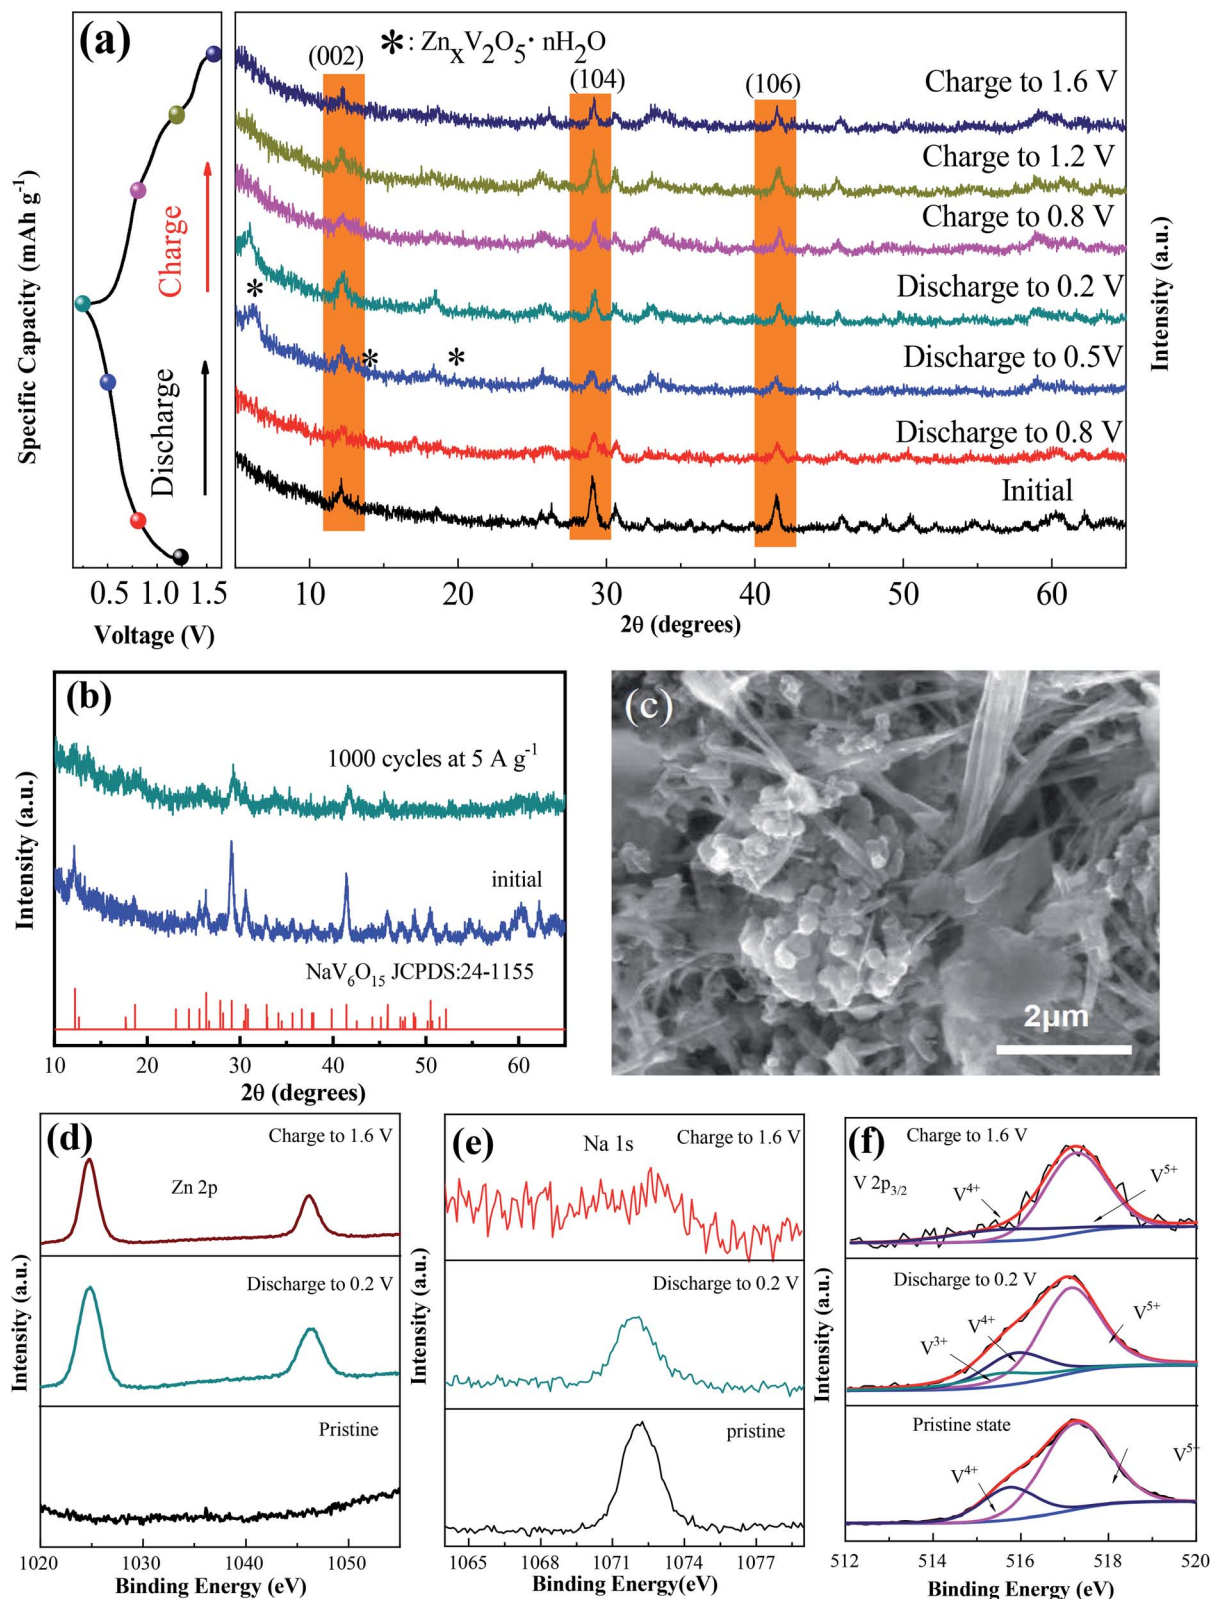 (a)
*: ZnxV2O5· nH2O
(002)
(104)
(106)
Charge to 1.6 V
Charge to 1.2 V
Charge to 0.8 V
Discharge to 0.2 V
Discharge to 0.5V
Discharge to 0.8 V
Initial
*
*
*
Charge
Discharge
Specific Capacity (mAh g-1)
Intensity (a.u.)
0.5 1.0 1.5
Voltage (V)
10 20 30 40 50 60
2θ (degrees)
(b)
1000 cycles at 5 A g-1
initial
NaV6O15 JCPDS:24-1155
Intensity (a.u.)
10 20 30 40 50 60
2θ (degrees)
(c)
2μm
(d)
Charge to 1.6 V
Zn 2p
Discharge to 0.2 V
Pristine
Intensity (a.u.)
1020 1030 1040 1050
Binding Energy (eV)
(e)
Na 1s
Charge to 1.6 V
Discharge to 0.2 V
pristine
Intensity (a.u.)
1065 1068 1071 1074 1077
Binding Energy(eV)
(f)
Charge to 1.6 V
V 2p3/2
V4+
V5+
Discharge to 0.2 V
V3+
V4+
V5+
Pristine state
V4+
V5+
Intensity (a.u.)
512 514 516 518 520
Binding Energy (eV)